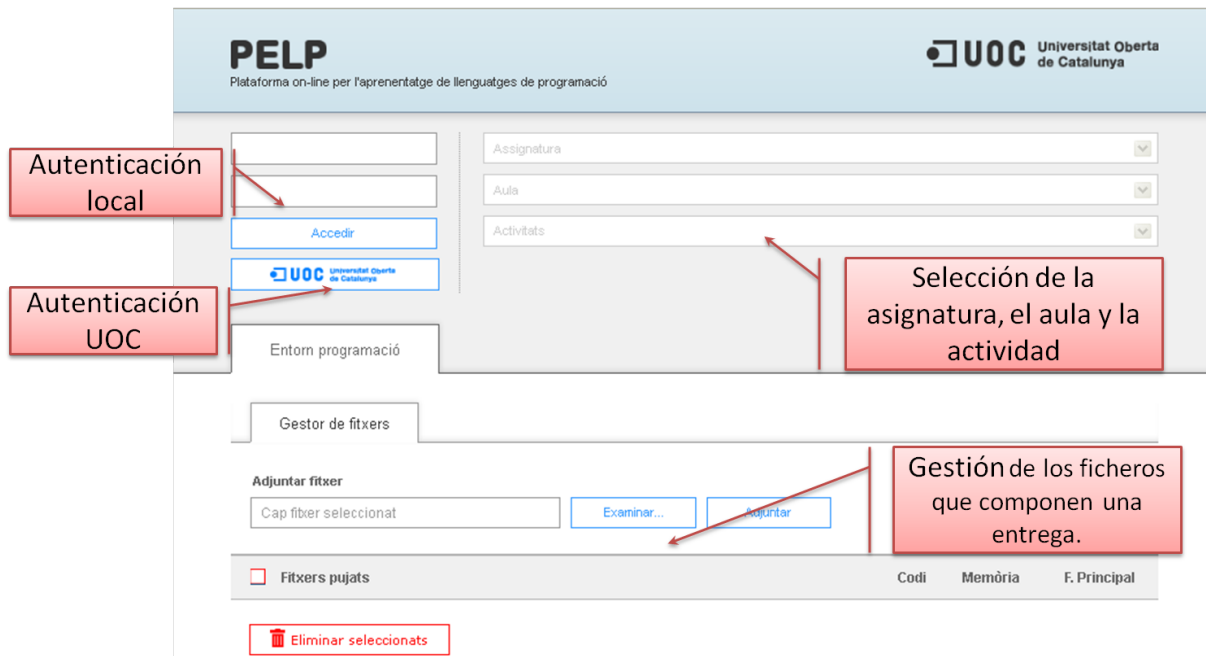 PELP
Plataforma on-line per l'aprenentatge de llenguatges de programació
UOC Universitat Oberta
de Catalunya
Autenticación
local
Assignatura
Aula
Accedir
Activitats
UOC Universitat Oberta
de Catalunya
Autenticación
UOC
Selección de la
asignatura, el aula y la
actividad
Entorn programació
Gestor de fitxers
Adjuntar fitxer
Cap fitxer seleccionat
Examinar...
Adjuntar
Gestión de los ficheros
que componen una
entrega.
Fitxers pujats
Codi
Memòria
F. Principal
Eliminar seleccionats